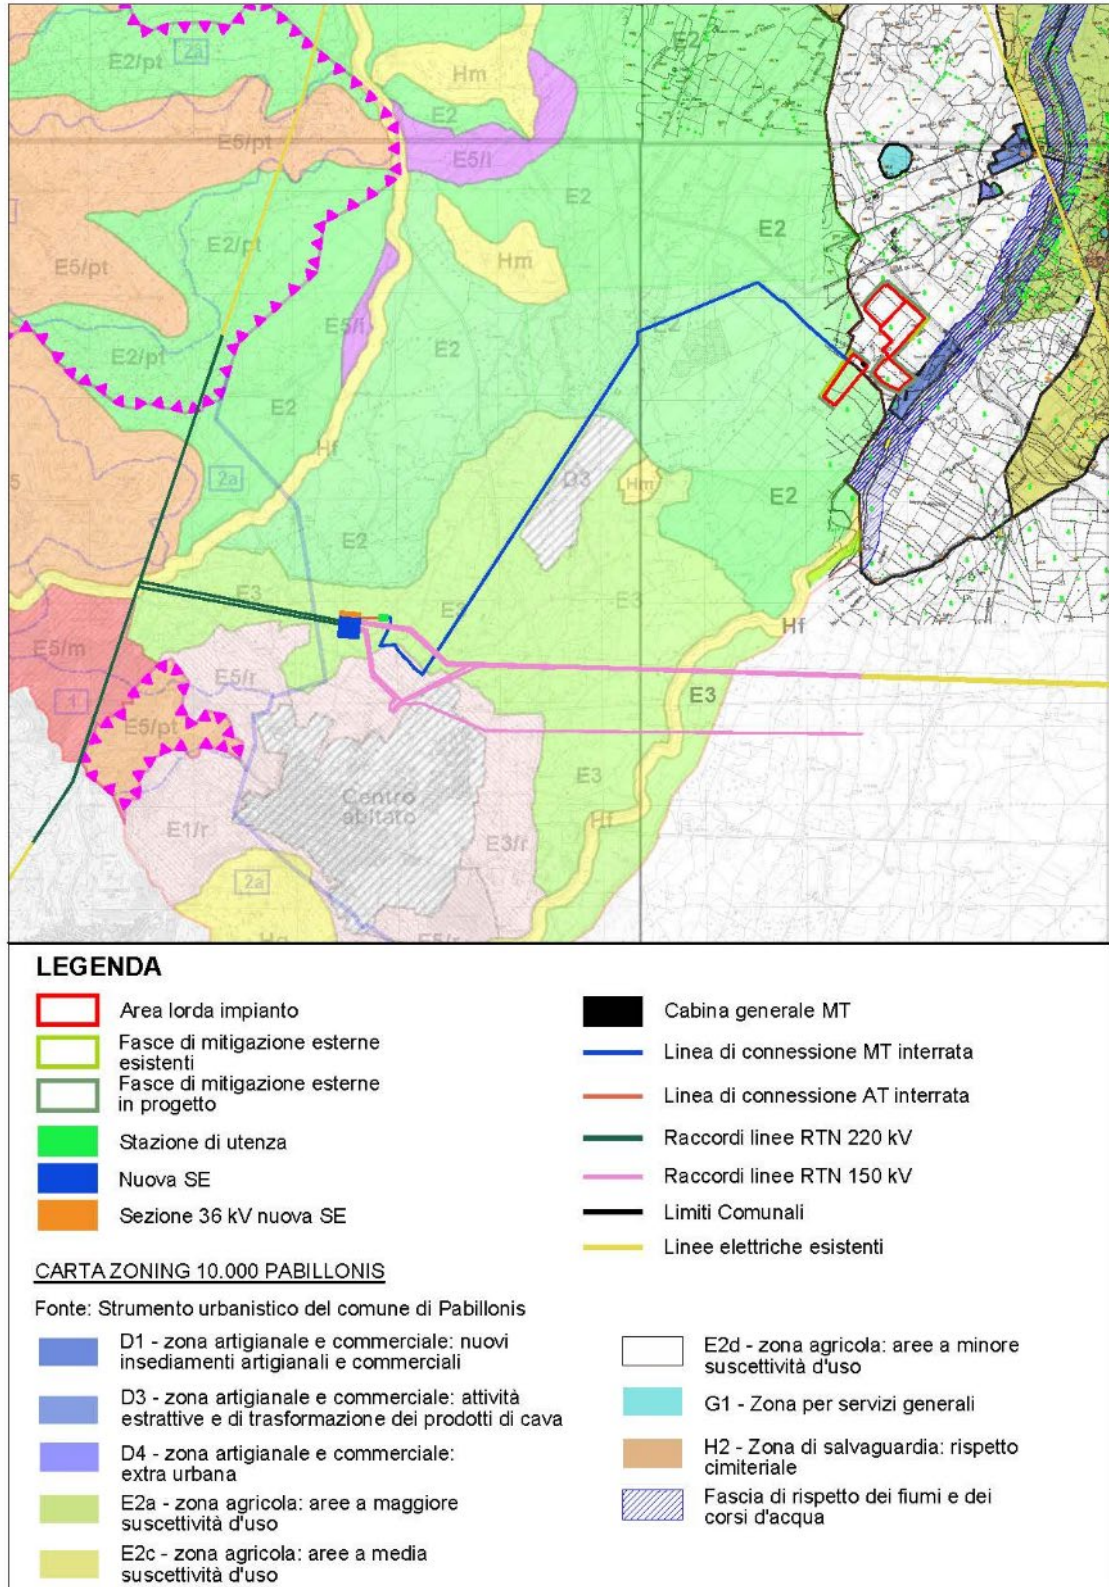 E2/pt
2a
Hm
E2
E2
E5/pt
E5/i
E2
E2/pt
E2
E5/pt
Hm
E5/i
E2
E2/pt
E2
E2
Hf
2a
D3
Hm
E2
E2
E3
E3
E3
Hf
E5/m
E5/r
1
E5/pt
E3
E3
Centro
abitato
E1/r
Hf
E3/r
2a
Hg
E5/r
LEGENDA
Area lorda impianto
Fasce di mitigazione esterne
esistenti
Fasce di mitigazione esterne
in progetto
Stazione di utenza
Nuova SE
Sezione 36 kV nuova SE
Cabina generale MT
Linea di connessione MT interrata
Linea di connessione AT interrata
Raccordi linee RTN 220 kV
Raccordi linee RTN 150 kV
Limiti Comunali
Linee elettriche esistenti
CARTA ZONING 10.000 PABILLONIS
Fonte: Strumento urbanistico del comune di Pabillonis
D1 - zona artigianale e commerciale: nuovi
insediamenti artigianali e commerciali
D3 - zona artigianale e commerciale: attività
estrattive e di trasformazione dei prodotti di cava
D4 - zona artigianale e commerciale:
extra urbana
E2a - zona agricola: aree a maggiore
suscettività d'uso
E2c - zona agricola: aree a media
suscettività d'uso
E2d - zona agricola: aree a minore
suscettività d'uso
G1 - Zona per servizi generali
H2 - Zona di salvaguardia: rispetto
cimiteriale
Fascia di rispetto dei fiumi e dei
corsi d'acqua